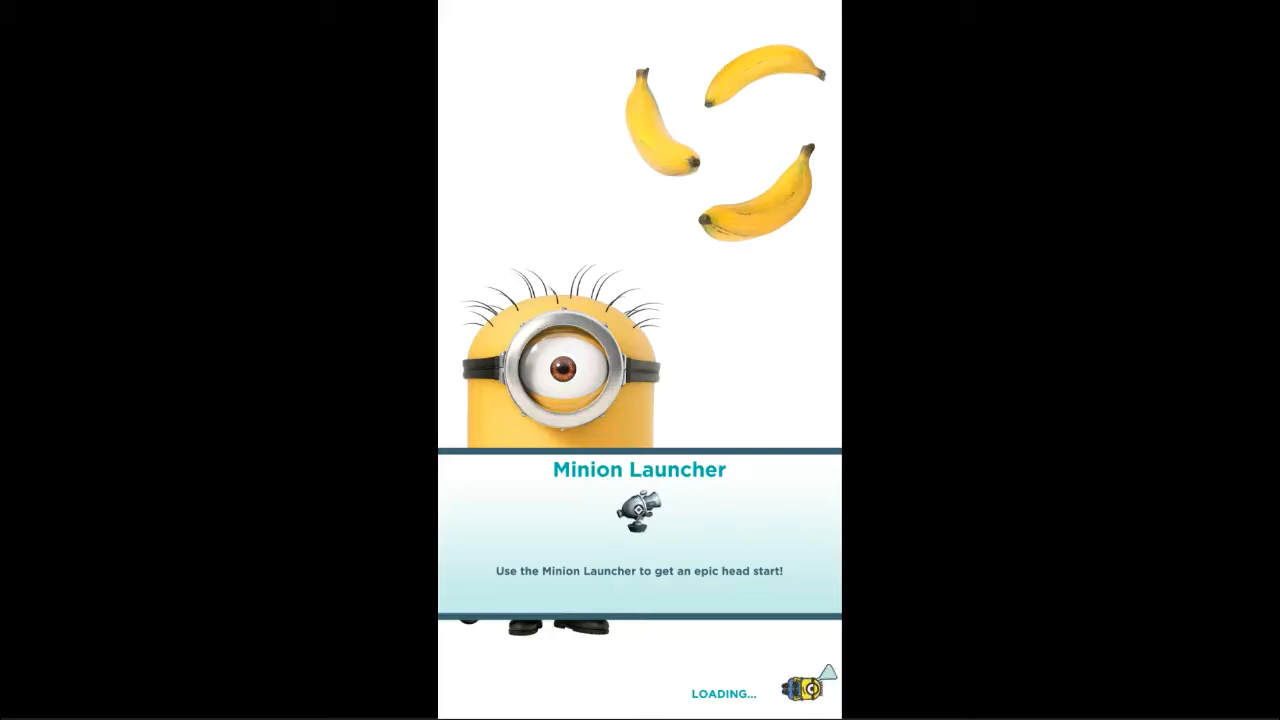 Minion Launcher
Use the Minion Launcher to get an epic head start!
LOADING...